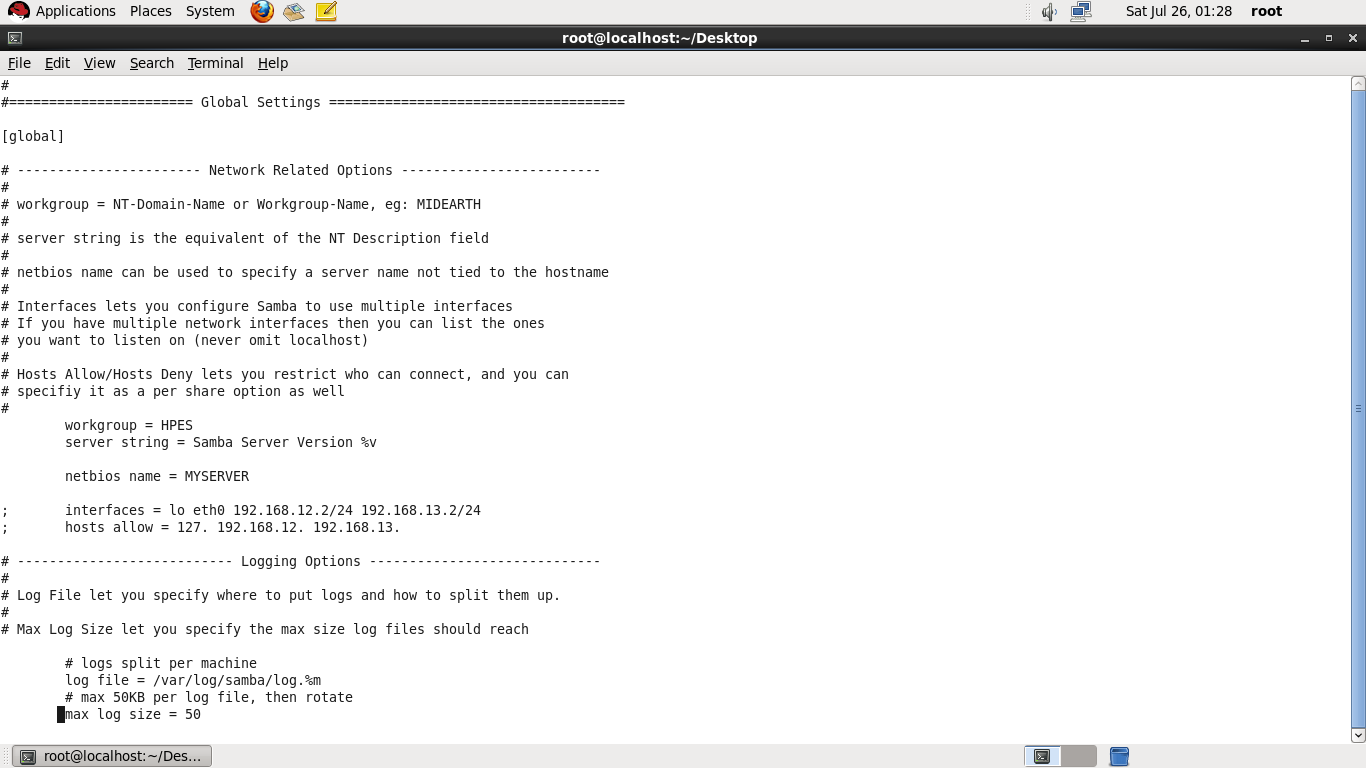 Applications Places System Sat Jul 26, 01:28 root
root@localhost:~/Desktop
File Edit View Search Terminal Help
#
#======================= Global Settings =====================================
[global]
# ----------------------- Network Related Options -------------------------
#
# workgroup = NT-Domain-Name or Workgroup-Name, eg: MIDEARTH
#
# server string is the equivalent of the NT Description field
#
# netbios name can be used to specify a server name not tied to the hostname
#
# Interfaces lets you configure Samba to use multiple interfaces
# If you have multiple network interfaces then you can list the ones
# you want to listen on (never omit localhost)
#
# Hosts Allow/Hosts Deny lets you restrict who can connect, and you can
# specifiy it as a per share option as well
#
workgroup = HPES
server string = Samba Server Version %v
netbios name = MYSERVER
; interfaces = lo eth0 192.168.12.2/24 192.168.13.2/24
; hosts allow = 127. 192.168.12. 192.168.13.
# --------------------------- Logging Options -----------------------------
#
# Log File let you specify where to put logs and how to split them up.
#
# Max Log Size let you specify the max size log files should reach
# logs split per machine
log file = /var/log/samba/log.%m
# max 50KB per log file, then rotate
max log size = 50
root@localhost:~/Des...